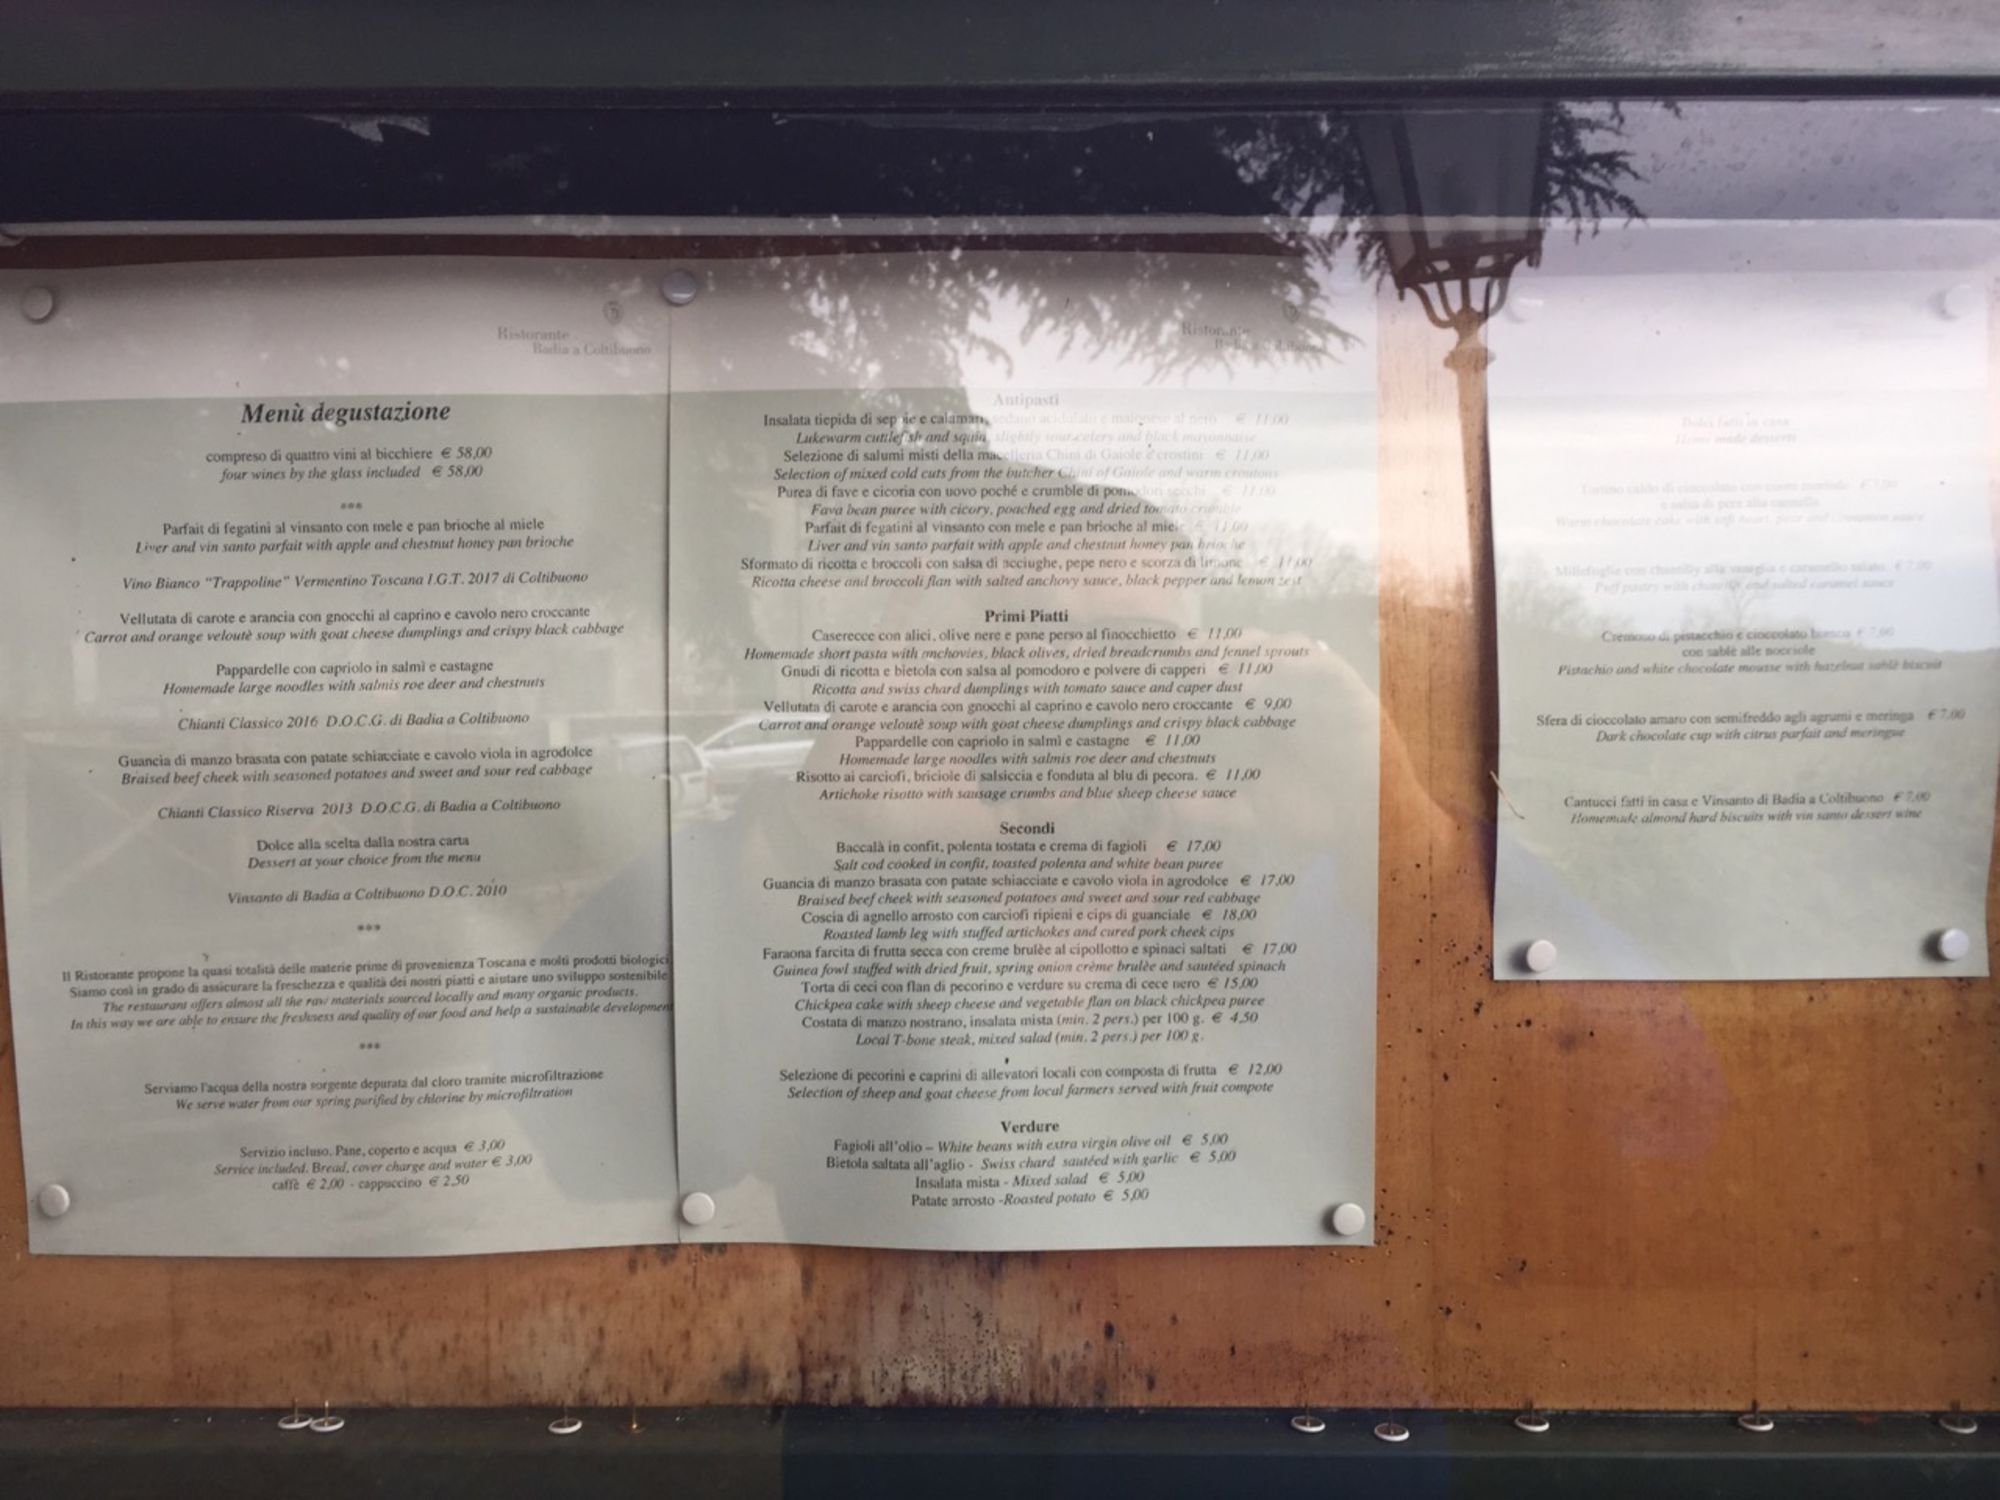 Ristorante
Badia a Coltibuono
Menù degustazione
compreso di quattro vini al bicchiere € 58,00
four wines by the glass included € 58,00
***
Parfait di fegatini al vinsanto con mele e pan brioche al miele
Liver and vin santo parfait with apple and chestnut honey pan brioche
Vino Bianco “Trappoline” Vermentino Toscana I.G.T. 2017 di Coltibuono
Vellutata di carote e arancia con gnocchi al caprino e cavolo nero croccante
Carrot and orange veloutè soup with goat cheese dumplings and crispy black cabbage
Pappardelle con capriolo in salmì e castagne
Homemade large noodles with salmis roe deer and chestnuts
Chianti Classico 2016 D.O.C.G. di Badia a Coltibuono
Guancia di manzo brasata con patate schiacciate e cavolo viola in agrodolce
Braised beef cheek with seasoned potatoes and sweet and sour red cabbage
Chianti Classico Riserva 2013 D.O.C.G. di Badia a Coltibuono
Dolce alla scelta dalla nostra carta
Dessert at your choice from the menu
Vinsanto di Badia a Coltibuono D.O.C. 2010
***
Il Ristorante propone la quasi totalità delle materie prime di provenienza Toscana e molti prodotti biologici
Siamo così in grado di assicurare la freschezza e qualità dei nostri piatti e aiutare uno sviluppo sostenibile
The restaurant offers almost all the raw materials sourced locally and many organic products.
In this way we are able to ensure the freshness and quality of our food and help a sustainable development
***
Serviamo l'acqua della nostra sorgente depurata dal cloro tramite microfiltrazione
We serve water from our spring purified by chlorine by microfiltration
Servizio incluso. Pane, coperto e acqua € 3,00
Service included. Bread, cover charge and water € 3,00
caffè € 2,00 - cappuccino € 2,50
Ristorante
Badia a Coltibuono
Antipasti
Insalata tiepida di seppie e calamari, sedano acidulato e maionese al nero € 11,00
Lukewarm cuttlefish and squid, slightly sour celery and black mayonnaise
Selezione di salumi misti della macelleria Chini di Gaiole e crostini € 11,00
Selection of mixed cold cuts from the butcher Chini of Gaiole and warm croutons
Purea di fave e cicoria con uovo poché e crumble di pomodori secchi € 11,00
Fava bean puree with cicory, poached egg and dried tomato crumble
Parfait di fegatini al vinsanto con mele e pan brioche al miele € 11,00
Liver and vin santo parfait with apple and chestnut honey pan brioche
Sformato di ricotta e broccoli con salsa di acciughe, pepe nero e scorza di limone € 11,00
Ricotta cheese and broccoli flan with salted anchovy sauce, black pepper and lemon zest
Primi Piatti
Caserecce con alici, olive nere e pane perso al finocchietto € 11,00
Homemade short pasta with anchovies, black olives, dried breadcrumbs and fennel sprouts
Gnudi di ricotta e bietola con salsa al pomodoro e polvere di capperi € 11,00
Ricotta and swiss chard dumplings with tomato sauce and caper dust
Vellutata di carote e arancia con gnocchi al caprino e cavolo nero croccante € 9,00
Carrot and orange veloutè soup with goat cheese dumplings and crispy black cabbage
Pappardelle con capriolo in salmì e castagne € 11,00
Homemade large noodles with salmis roe deer and chestnuts
Risotto ai carciofi, briciole di salsiccia e fonduta al blu di pecora. € 11,00
Artichoke risotto with sausage crumbs and blue sheep cheese sauce
Secondi
Baccalà in confit, polenta tostata e crema di fagioli € 17,00
Salt cod cooked in confit, toasted polenta and white bean puree
Guancia di manzo brasata con patate schiacciate e cavolo viola in agrodolce € 17,00
Braised beef cheek with seasoned potatoes and sweet and sour red cabbage
Coscia di agnello arrosto con carciofi ripieni e cips di guanciale € 18,00
Roasted lamb leg with stuffed artichokes and cured pork cheek cips
Faraona farcita di frutta secca con creme brulèe al cipollotto e spinaci saltati € 17,00
Guinea fowl stuffed with dried fruit, spring onion crème brulèe and sautéed spinach
Torta di ceci con flan di pecorino e verdure su crema di cece nero € 15,00
Chickpea cake with sheep cheese and vegetable flan on black chickpea puree
Costata di manzo nostrano, insalata mista (min. 2 pers.) per 100 g. € 4,50
Local T-bone steak, mixed salad (min. 2 pers.) per 100 g.
Selezione di pecorini e caprini di allevatori locali con composta di frutta € 12,00
Selection of sheep and goat cheese from local farmers served with fruit compote
Verdure
Fagioli all'olio – White beans with extra virgin olive oil € 5,00
Bietola saltata all'aglio - Swiss chard sautéed with garlic € 5,00
Insalata mista - Mixed salad € 5,00
Patate arrosto -Roasted potato € 5,00
Dolci fatti in casa
Home made desserts
Tortino caldo di cioccolato con cuore morbido € 7,00
e salsa di pere alla cannella
Warm chocolate cake with soft heart, pear and cinnamon sauce
Millefoglie con chantilly alla vaniglia e caramello salato. € 7,00
Puff pastry with chantilly and salted caramel sauce
Cremoso di pistacchio e cioccolato bianco € 7,00
con sablè alle nocciole
Pistachio and white chocolate mousse with hazelnut sablè biscuit
Sfera di cioccolato amaro con semifreddo agli agrumi e meringa € 7,00
Dark chocolate cup with citrus parfait and meringue
Cantucci fatti in casa e Vinsanto di Badia a Coltibuono € 7,00
Homemade almond hard biscuits with vin santo dessert wine